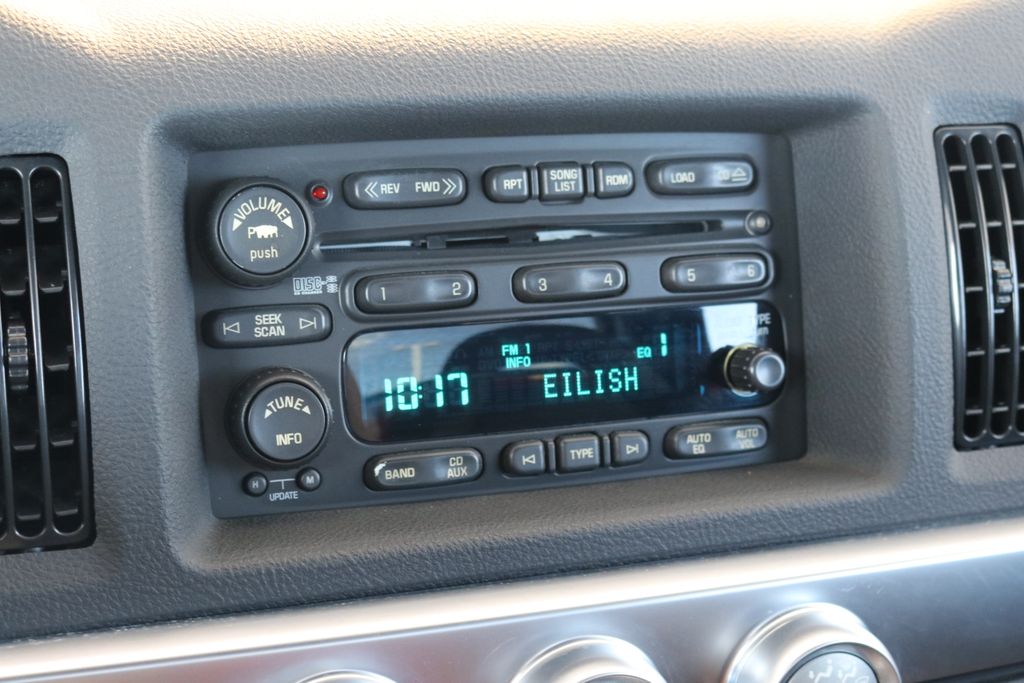 REV FWD
RPT
SONG
LIST
RDM
LOAD CD
VOLUME
push
DISC
1 2
3 4
5 6
SEEK
SCAN
TYPE
FM 1
INFO
EQ 1
10:17
EILISH
TUNE
INFO
BAND
CD
AUX
TYPE
AUTO
EQ
AUTO
VOL
H
M
UPDATE